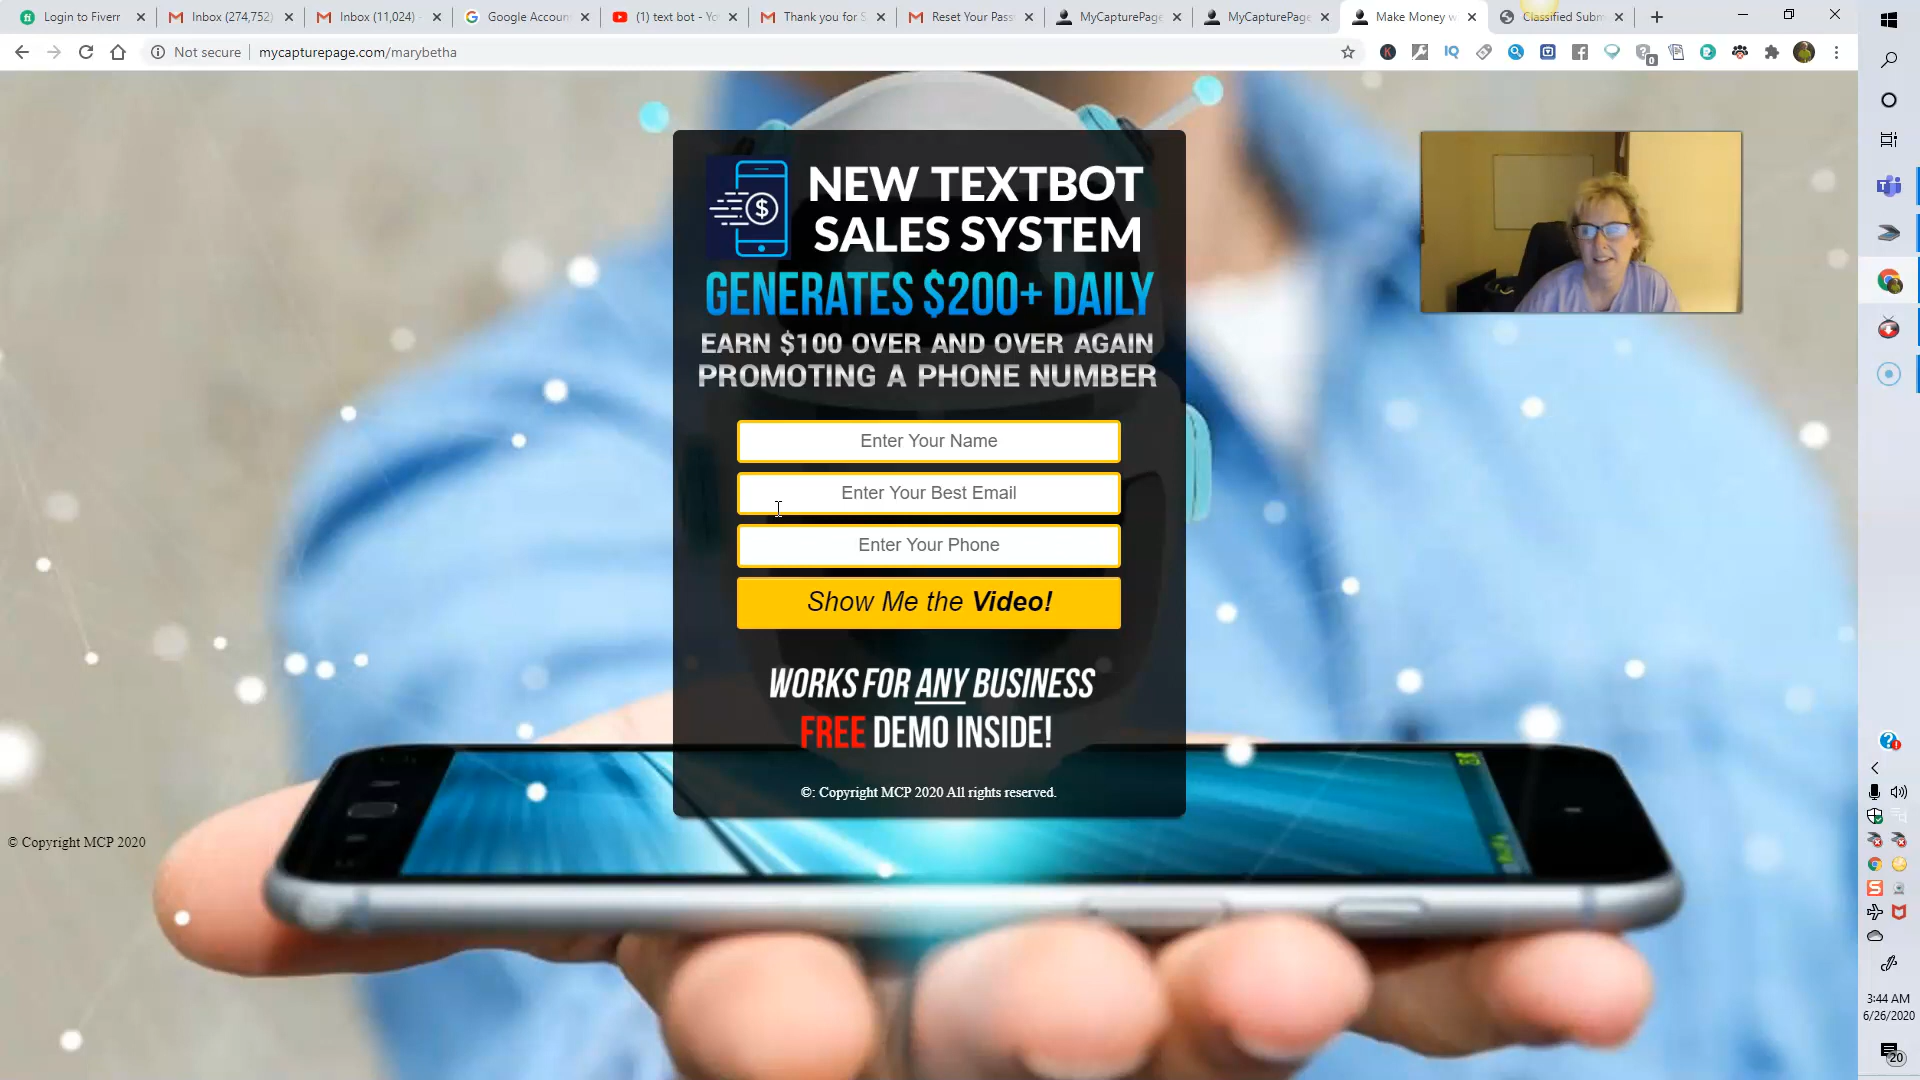 Login to Fiverr
Inbox (274,752)
Inbox (11,024) -
Google Accoun
(1) text bot - Yo
Thank you for S
Reset Your Pass
MyCapturePage
MyCapturePage
Make Money w
Classified Subm
Not secure
mycapturepage.com/marybetha
NEW TEXTBOT
SALES SYSTEM
GENERATES $200+ DAILY
EARN $100 OVER AND OVER AGAIN
PROMOTING A PHONE NUMBER
Enter Your Name
Enter Your Best Email
Enter Your Phone
Show Me the Video!
WORKS FOR ANY BUSINESS
FREE DEMO INSIDE!
©: Copyright MCP 2020 All rights reserved.
© Copyright MCP 2020
3:44 AM
6/26/2020
20